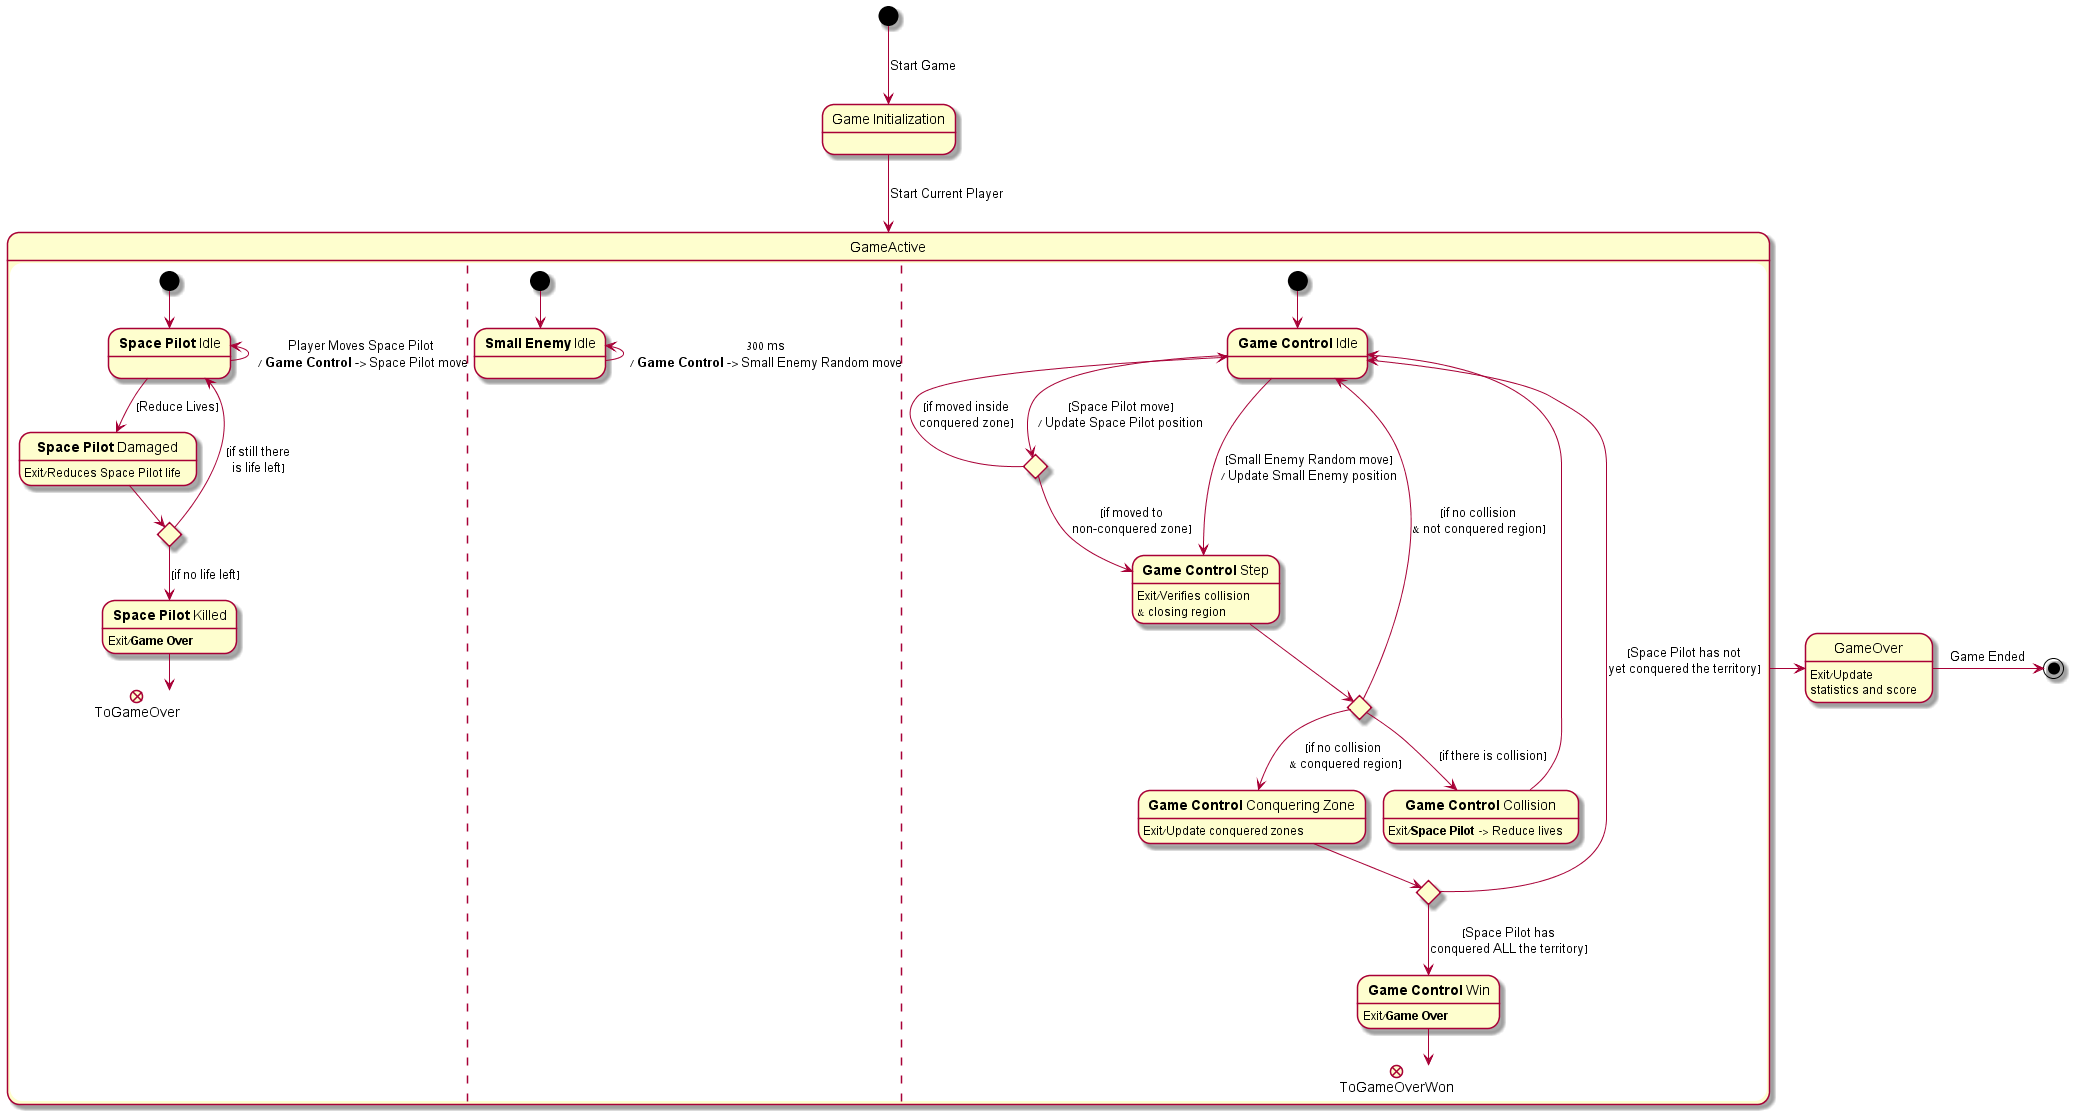 Start Game
Game Initialization
Start Current Player
GameActive
Space Pilot Idle
Player Moves Space Pilot
/ Game Control -> Space Pilot move
[Reduce Lives]
Space Pilot Damaged
Exit/Reduces Space Pilot life
[if still there
is life left]
[if no life left]
Space Pilot Killed
Exit/Game Over
ToGameOver
Small Enemy Idle
300 ms
/ Game Control -> Small Enemy Random move
Game Control Idle
[if moved inside
conquered zone]
[Space Pilot move]
/ Update Space Pilot position
[Small Enemy Random move]
/ Update Small Enemy position
[if moved to
non-conquered zone]
[if no collision
& not conquered region]
Game Control Step
Exit/Verifies collision
& closing region
[Space Pilot has not
yet conquered the territory]
[if no collision
& conquered region]
[if there is collision]
Game Control Conquering Zone
Exit/Update conquered zones
Game Control Collision
Exit/Space Pilot -> Reduce lives
[Space Pilot has
conquered ALL the territory]
Game Control Win
Exit/Game Over
ToGameOverWon
GameOver
Exit/Update
statistics and score
Game Ended